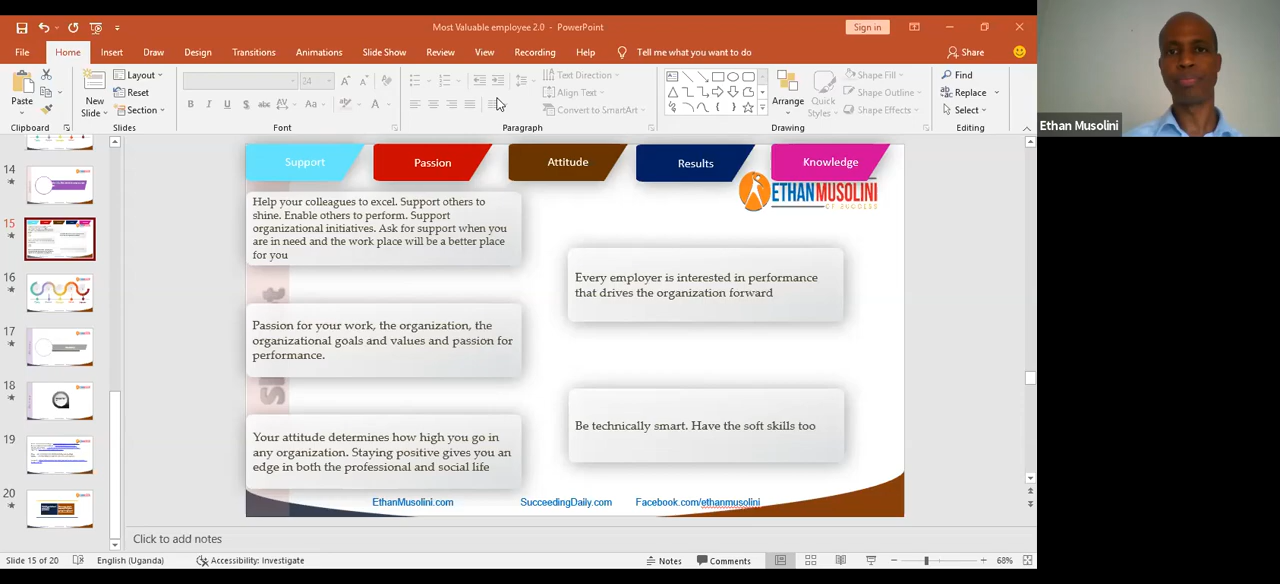 Most Valuable employee 2.0 - PowerPoint
Sign in
File
Home
Insert
Draw
Design
Transitions
Animations
Slide Show
Review
View
Recording
Help
Tell me what you want to do
Share
Paste
New
Slide
Layout
Reset
Section
24
B I U S abc AV Aa A
Text Direction
Align Text
Convert to SmartArt
Arrange
Quick
Styles
Shape Fill
Shape Outline
Shape Effects
Find
Replace
Select
Clipboard
Slides
Font
Paragraph
Drawing
Editing
Ethan Musolini
14
15
16
17
18
19
20
Support
Passion
Attitude
Results
Knowledge
ETHANMUSOLINI
Help your colleagues to excel. Support others to
shine. Enable others to perform. Support
organizational initiatives. Ask for support when you
are in need and the work place will be a better place
for you
Every employer is interested in performance
that drives the organization forward
Passion for your work, the organization, the
organizational goals and values and passion for
performance.
Be technically smart. Have the soft skills too
Your attitude determines how high you go in
any organization. Staying positive gives you an
edge in both the professional and social life
EthanMusolini.com
SucceedingDaily.com
Facebook.com/ethanmusolini
Click to add notes
Slide 15 of 20
English (Uganda)
Accessibility: Investigate
Notes
Comments
68%